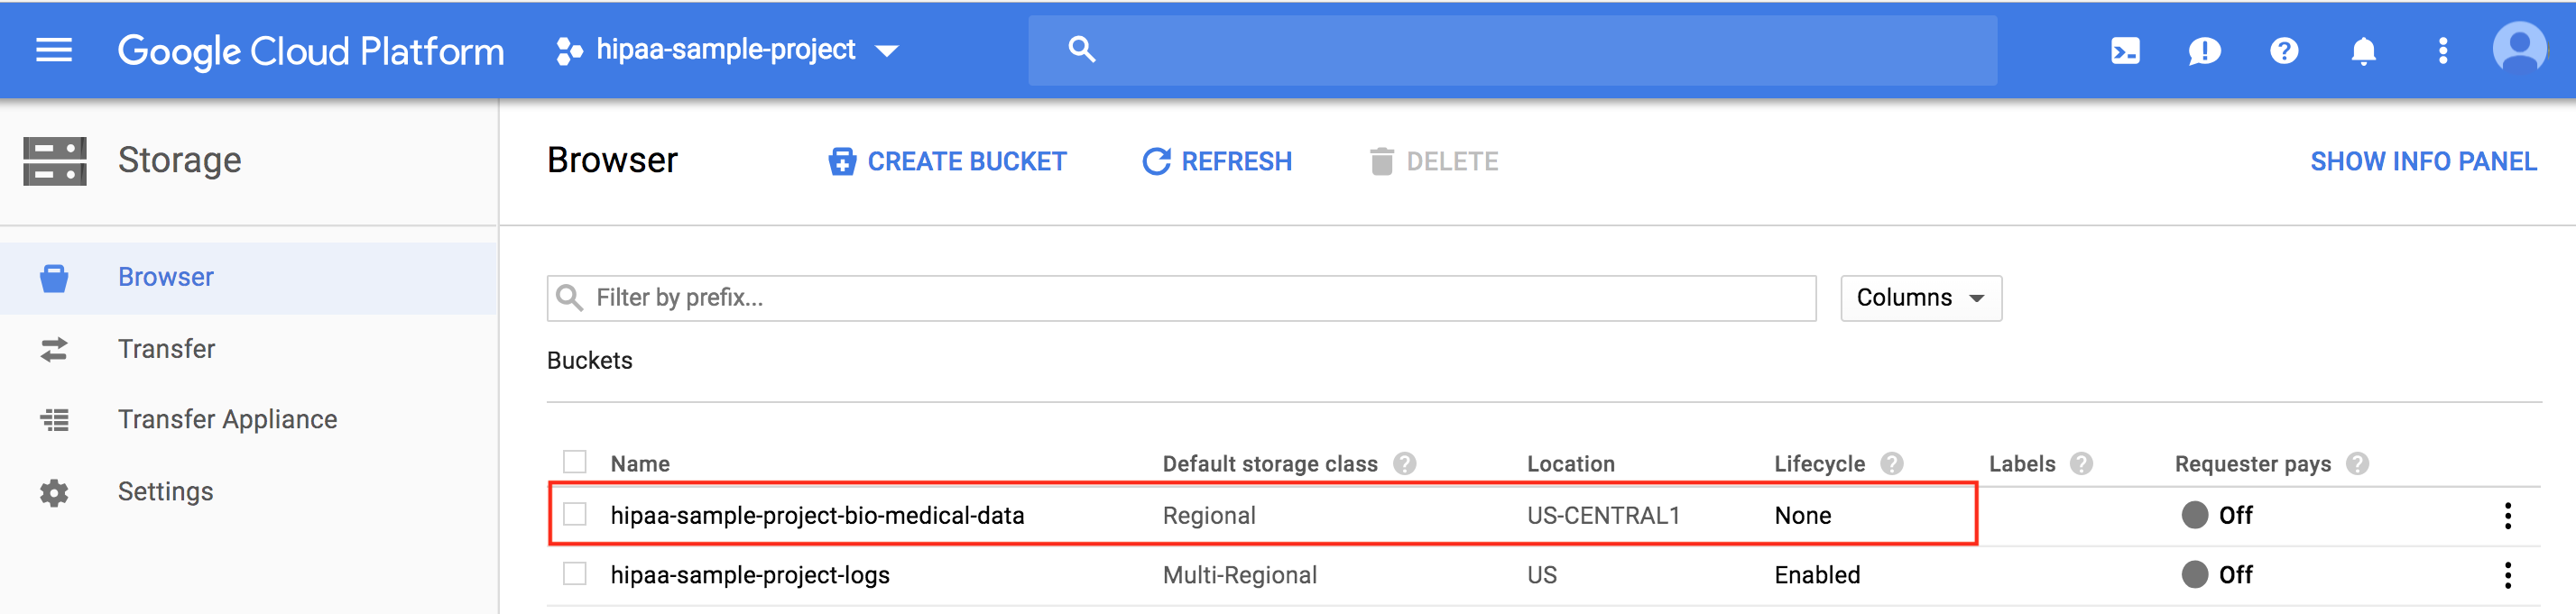 Google Cloud Platform hipaa-sample-project
Storage
Browser CREATE BUCKET REFRESH DELETE SHOW INFO PANEL
Browser
Transfer
Transfer Appliance
Settings
Filter by prefix... Columns
Buckets
Name Default storage class Location Lifecycle Labels Requester pays
hipaa-sample-project-bio-medical-data Regional US-CENTRAL1 None Off
hipaa-sample-project-logs Multi-Regional US Enabled Off